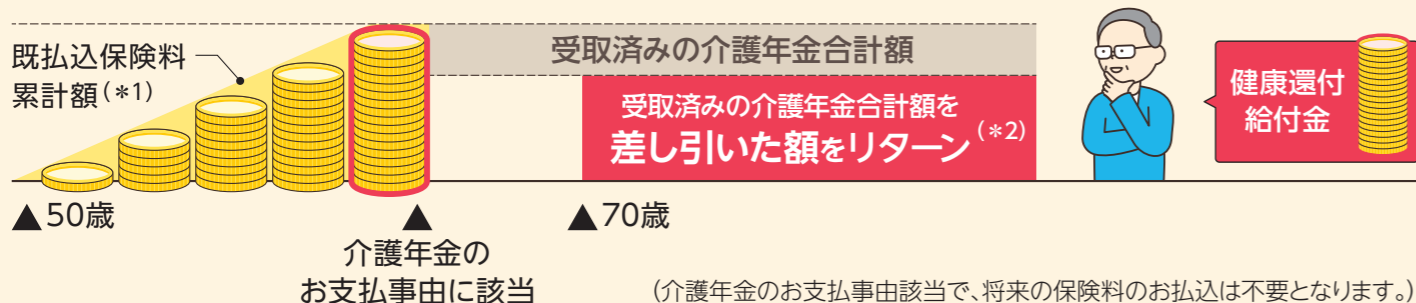 既払込保険料
累計額(*1)
受取済みの介護年金合計額
受取済みの介護年金合計額を
差し引いた額をリターン(*2)
健康還付
給付金
▲50歳
▲
介護年金の
お支払事由に該当
▲70歳
(介護年金のお支払事由該当で、将来の保険料のお払込は不要となります。)